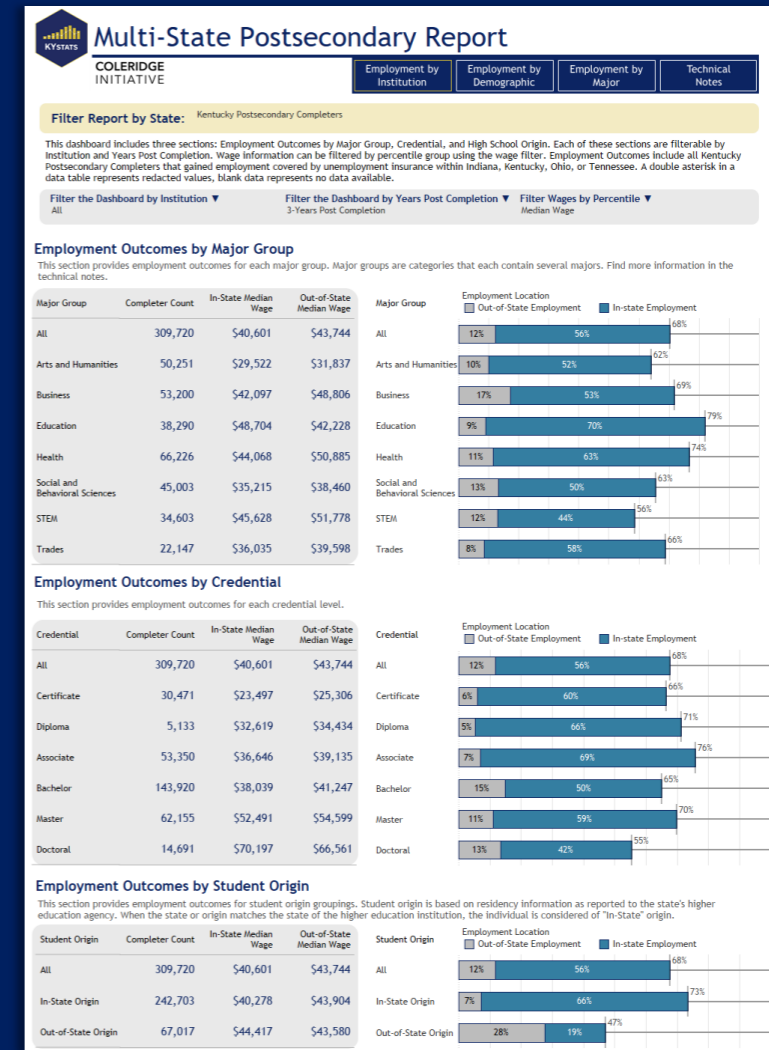 KYSTATS
Multi-State Postsecondary Report
COLERIDGE
INITIATIVE
Employment by
Institution
Employment by
Demographic
Employment by
Major
Technical
Notes
Filter Report by State: Kentucky Postsecondary Completers
This dashboard includes three sections: Employment Outcomes by Major Group, Credential, and High School Origin. Each of these sections are filterable by
Institution and Years Post Completion. Wage information can be filtered by percentile group using the wage filter. Employment Outcomes include all Kentucky
Postsecondary Completers that gained employment covered by unemployment insurance within Indiana, Kentucky, Ohio, or Tennessee. A double asterisk in a
data table represents redacted values, blank data represents no data available.
Filter the Dashboard by Institution ▼ Filter the Dashboard by Years Post Completion ▼ Filter Wages by Percentile ▼
All 3-Years Post Completion Median Wage
Employment Outcomes by Major Group
This section provides employment outcomes for each major group. Major groups are categories that each contain several majors. Find more information in the
technical notes.
Major Group Completer Count In-State Median Wage Out-of-State Median Wage
All 309,720 $40,601 $43,744
Arts and Humanities 50,251 $29,522 $31,837
Business 53,200 $42,097 $48,806
Education 38,290 $48,704 $42,228
Health 66,226 $44,068 $50,885
Social and Behavioral Sciences 45,003 $35,215 $38,460
STEM 34,603 $45,628 $51,778
Trades 22,147 $36,035 $39,598
Major Group
Employment Location
Out-of-State Employment In-state Employment
All 12% 56% 68%
Arts and Humanities 10% 52% 62%
Business 17% 53% 69%
Education 9% 70% 79%
Health 11% 63% 74%
Social and Behavioral Sciences 13% 50% 63%
STEM 12% 44% 56%
Trades 8% 58% 66%
Employment Outcomes by Credential
This section provides employment outcomes for each credential level.
Credential Completer Count In-State Median Wage Out-of-State Median Wage
All 309,720 $40,601 $43,744
Certificate 30,471 $23,497 $25,306
Diploma 5,133 $32,619 $34,434
Associate 53,350 $36,646 $39,135
Bachelor 143,920 $38,039 $41,247
Master 62,155 $52,491 $54,599
Doctoral 14,691 $70,197 $66,561
Credential
Employment Location
Out-of-State Employment In-state Employment
All 12% 56% 68%
Certificate 6% 60% 66%
Diploma 5% 66% 71%
Associate 7% 69% 76%
Bachelor 15% 50% 65%
Master 11% 59% 70%
Doctoral 13% 42% 55%
Employment Outcomes by Student Origin
This section provides employment outcomes for student origin groupings. Student origin is based on residency information as reported to the state's higher
education agency. When the state or origin matches the state of the higher education institution, the individual is considered of "In-State" origin.
Student Origin Completer Count In-State Median Wage Out-of-State Median Wage
All 309,720 $40,601 $43,744
In-State Origin 242,703 $40,278 $43,904
Out-of-State Origin 67,017 $44,417 $43,580
Student Origin
Employment Location
Out-of-State Employment In-state Employment
All 12% 56% 68%
In-State Origin 7% 66% 73%
Out-of-State Origin 28% 19% 47%